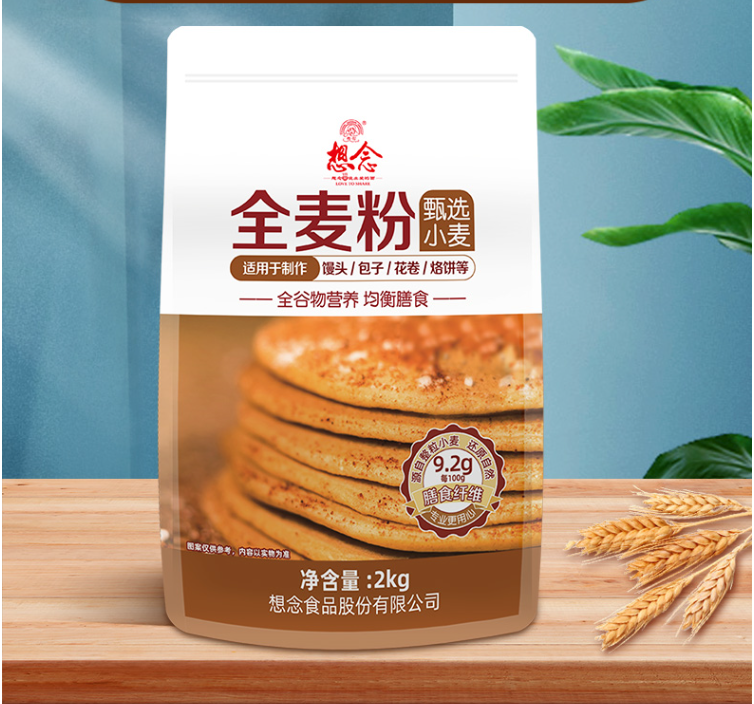 想念
LOVE TO SHARE
全麦粉
甄选
小麦
适用于制作 馒头/包子/花卷/烙饼等
全谷物营养 均衡膳食
源自整粒小麦 还原自然
9.2g
每100g
膳食纤维
专业更用心
图案仅供参考，内容以实物为准
净含量:2kg
想念食品股份有限公司